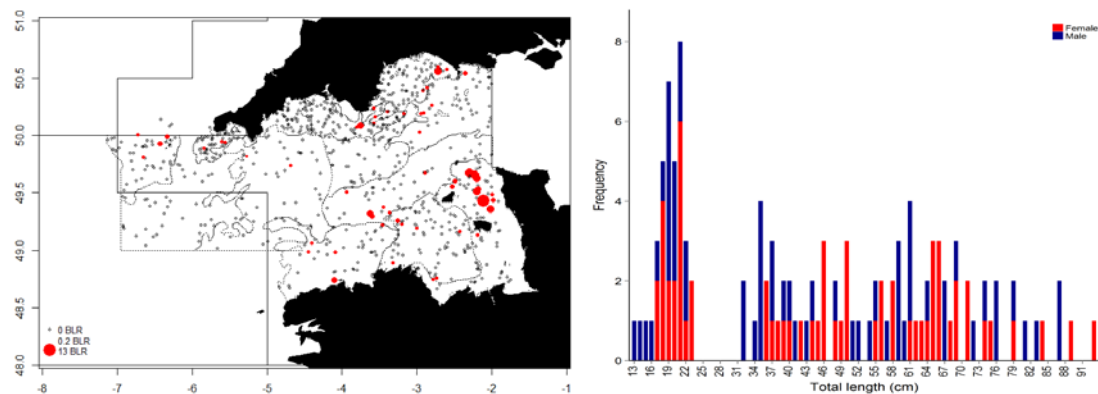 51.0
50.5
50.0
49.5
49.0
48.5
48.0
0 BLR
0.2 BLR
13 BLR
-8 -7 -6 -5 -4 -3 -2 -1
Female
Male
8
6
4
2
0
Frequency
13 16 19 22 25 28 31 34 37 40 43 46 49 52 55 58 61 64 67 70 73 76 79 82 85 88 91
Total length (cm)